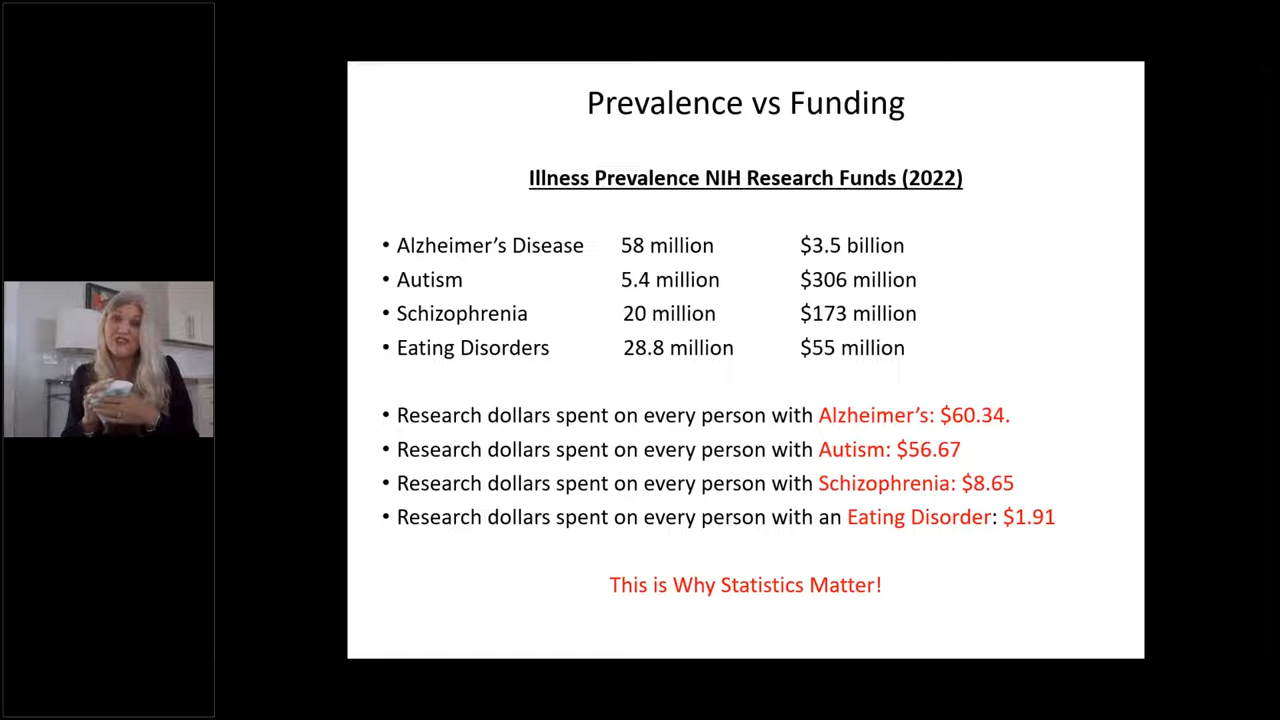 Prevalence vs Funding
Illness Prevalence NIH Research Funds (2022)
• Alzheimer’s Disease 58 million $3.5 billion
• Autism 5.4 million $306 million
• Schizophrenia 20 million $173 million
• Eating Disorders 28.8 million $55 million
• Research dollars spent on every person with Alzheimer’s: $60.34.
• Research dollars spent on every person with Autism: $56.67
• Research dollars spent on every person with Schizophrenia: $8.65
• Research dollars spent on every person with an Eating Disorder: $1.91
This is Why Statistics Matter!